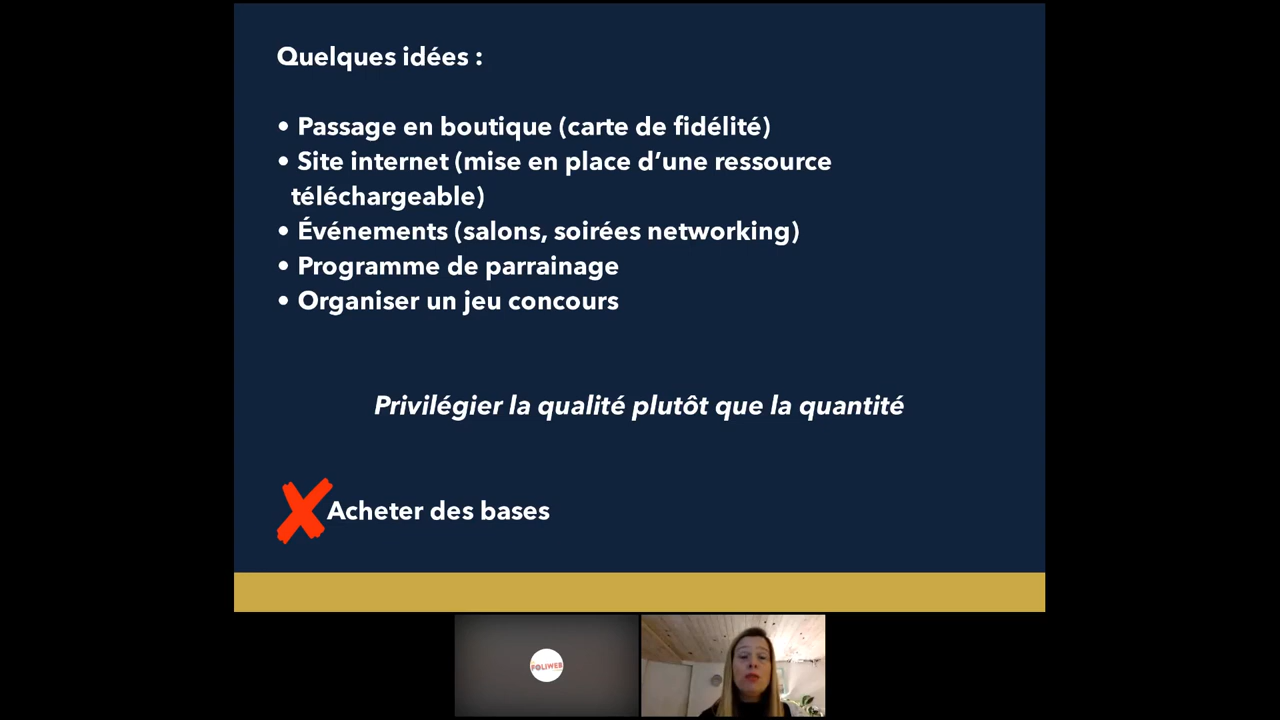 Quelques idées :
• Passage en boutique (carte de fidélité)
• Site internet (mise en place d’une ressource
téléchargeable)
• Événements (salons, soirées networking)
• Programme de parrainage
• Organiser un jeu concours
Privilégier la qualité plutôt que la quantité
Acheter des bases
FOLIWEB